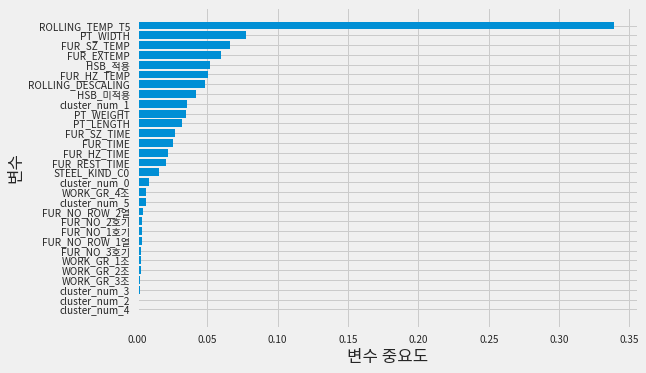 ROLLING_TEMP_T5
PT_WIDTH
FUR_SZ_TEMP
FUR_EXTEMP
HSB_적용
FUR_HZ_TEMP
ROLLING_DESCALING
HSB_미적용
cluster_num_1
PT_WEIGHT
PT_LENGTH
FUR_SZ_TIME
FUR_TIME
FUR_HZ_TIME
FUR_REST_TIME
STEEL_KIND_C0
cluster_num_0
WORK_GR_4조
cluster_num_5
FUR_NO_ROW_2열
FUR_NO_2호기
FUR_NO_1호기
FUR_NO_ROW_1열
FUR_NO_3호기
WORK_GR_1조
WORK_GR_2조
WORK_GR_3조
cluster_num_3
cluster_num_2
cluster_num_4
변수
0.00 0.05 0.10 0.15 0.20 0.25 0.30 0.35
변수 중요도